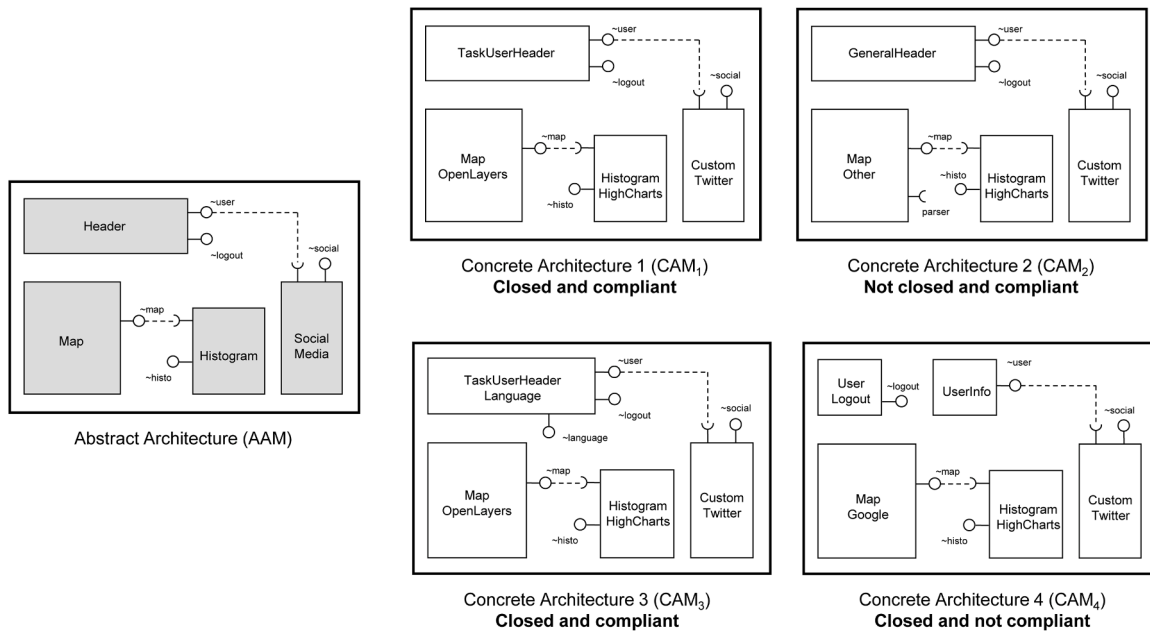 Header
~user
~logout
~social
Map
~map
~histo
Histogram
Social
Media
Abstract Architecture (AAM)
TaskUserHeader
~user
~logout
~social
Map
OpenLayers
~map
~histo
Histogram
HighCharts
Custom
Twitter
Concrete Architecture 1 (CAM₁)
Closed and compliant
GeneralHeader
~user
~logout
~social
Map
Other
~map
~histo
parser
Histogram
HighCharts
Custom
Twitter
Concrete Architecture 2 (CAM₂)
Not closed and compliant
TaskUserHeader
Language
~user
~logout
~language
~social
Map
OpenLayers
~map
~histo
Histogram
HighCharts
Custom
Twitter
Concrete Architecture 3 (CAM₃)
Closed and compliant
User
Logout
~logout
UserInfo
~user
~social
Map
Google
~map
~histo
Histogram
HighCharts
Custom
Twitter
Concrete Architecture 4 (CAM₄)
Closed and not compliant